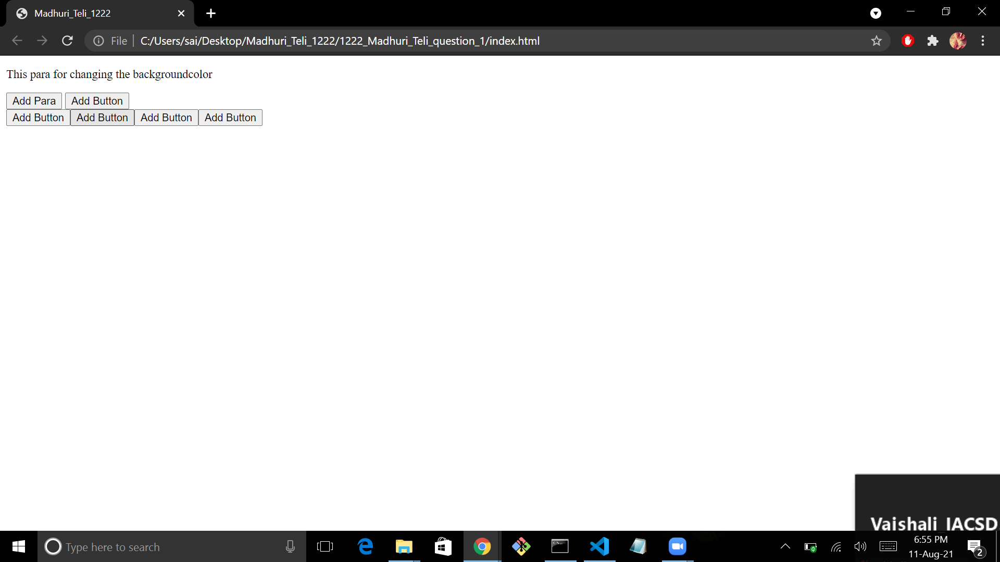 Madhuri_Teli_1222
File C:/Users/sai/Desktop/Madhuri_Teli_1222/1222_Madhuri_Teli_question_1/index.html
This para for changing the backgroundcolor
Add Para Add Button
Add Button Add Button Add Button Add Button
Vaishali_IACSD
Type here to search
6:55 PM
11-Aug-21
2